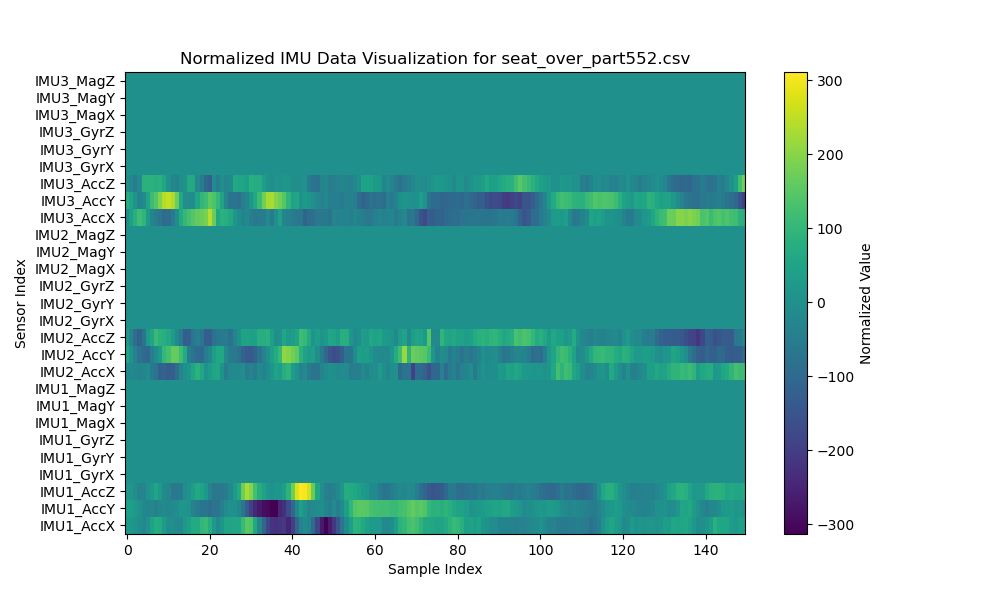 Normalized IMU Data Visualization for seat_over_part552.csv
IMU3_MagZ
IMU3_MagY
IMU3_MagX
IMU3_GyrZ
IMU3_GyrY
IMU3_GyrX
IMU3_AccZ
IMU3_AccY
IMU3_AccX
IMU2_MagZ
IMU2_MagY
IMU2_MagX
IMU2_GyrZ
IMU2_GyrY
IMU2_GyrX
IMU2_AccZ
IMU2_AccY
IMU2_AccX
IMU1_MagZ
IMU1_MagY
IMU1_MagX
IMU1_GyrZ
IMU1_GyrY
IMU1_GyrX
IMU1_AccZ
IMU1_AccY
IMU1_AccX
Sensor Index
0 20 40 60 80 100 120 140
Sample Index
300
200
100
0
−100
−200
−300
Normalized Value